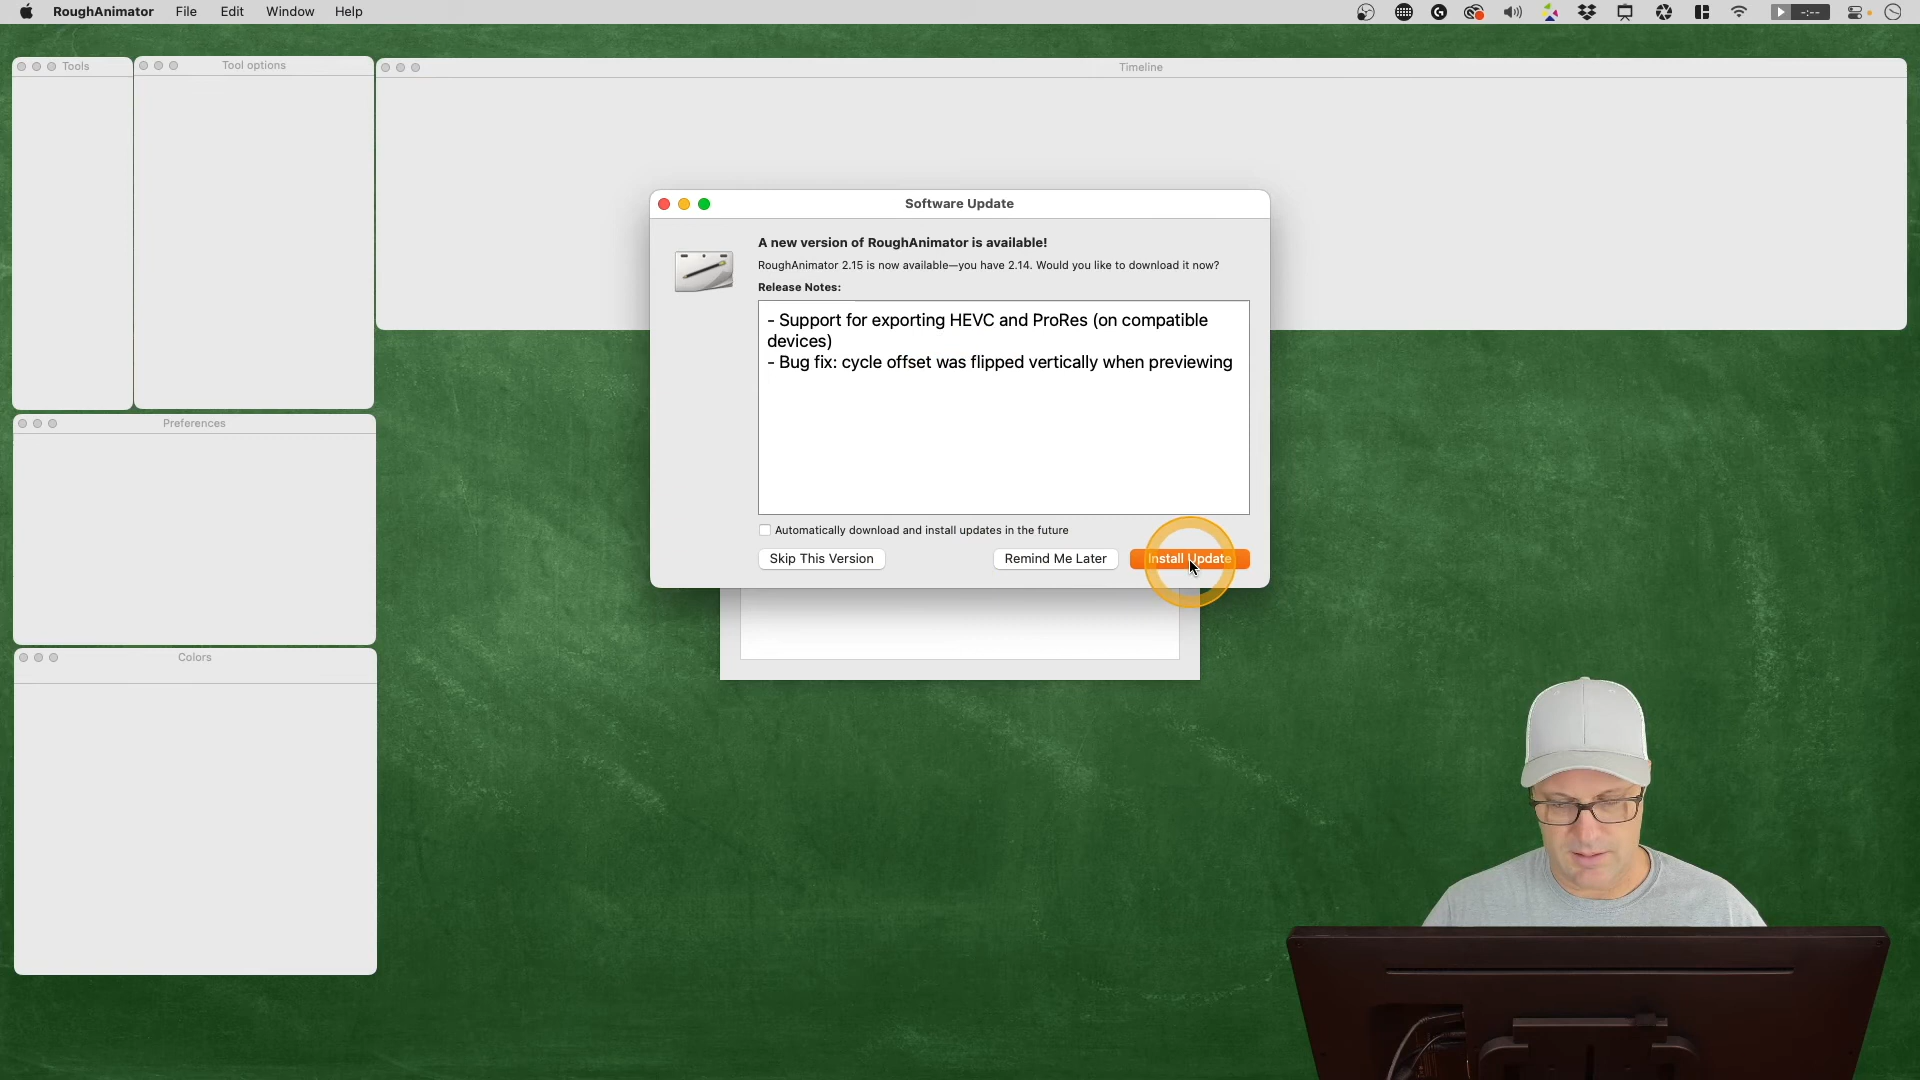 RoughAnimator File Edit Window Help
-:--
Tools
Tool options
Timeline
Software Update
A new version of RoughAnimator is available!
RoughAnimator 2.15 is now available—you have 2.14. Would you like to download it now?
Release Notes:
- Support for exporting HEVC and ProRes (on compatible
devices)
- Bug fix: cycle offset was flipped vertically when previewing
Automatically download and install updates in the future
Skip This Version Remind Me Later Install Update
Preferences
Colors